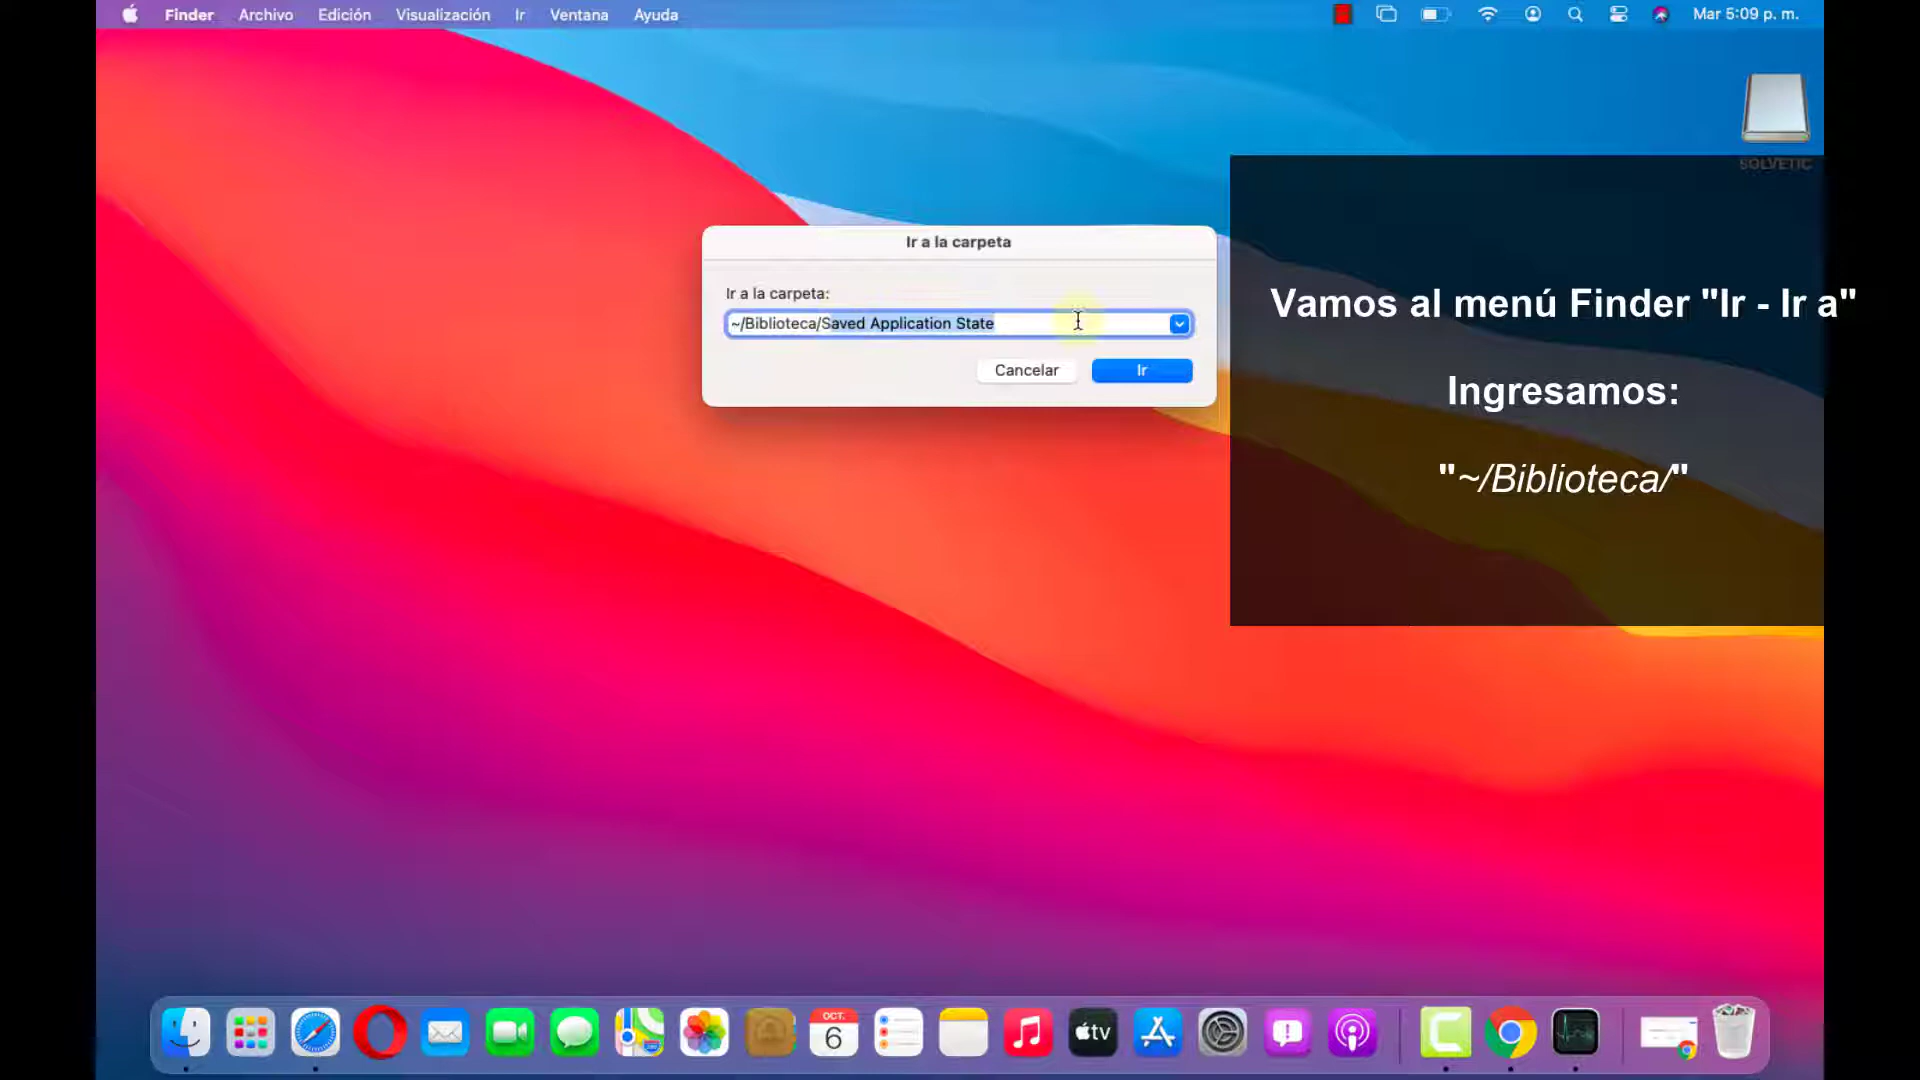 Finder Archivo Edición Visualización Ir Ventana Ayuda Mar 5:09 p. m.
SOLVETIC
Ir a la carpeta
Ir a la carpeta:
~/Biblioteca/Saved Application State
Cancelar Ir
Vamos al menú Finder "Ir - Ir a"
Ingresamos:
"~/Biblioteca/"
OCT.
6
tv